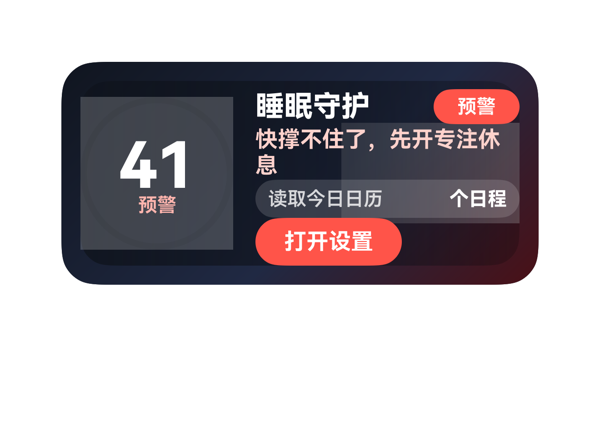 41
预警
睡眠守护
预警
快撑不住了，先开专注休
息
读取今日日历
个日程
打开设置